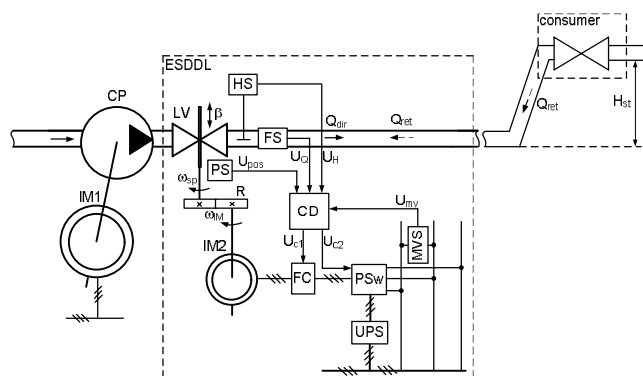 consumer
ESDDL
CP
LV
β
HS
Q_dir
Q_ret
Q_ret
H_st
FS
U_pos
U_Q
U_H
PS
ω_sp
R
IM1
ω_IM
CD
U_mv
MVS
IM2
U_c1
U_c2
FC
PSw
UPS